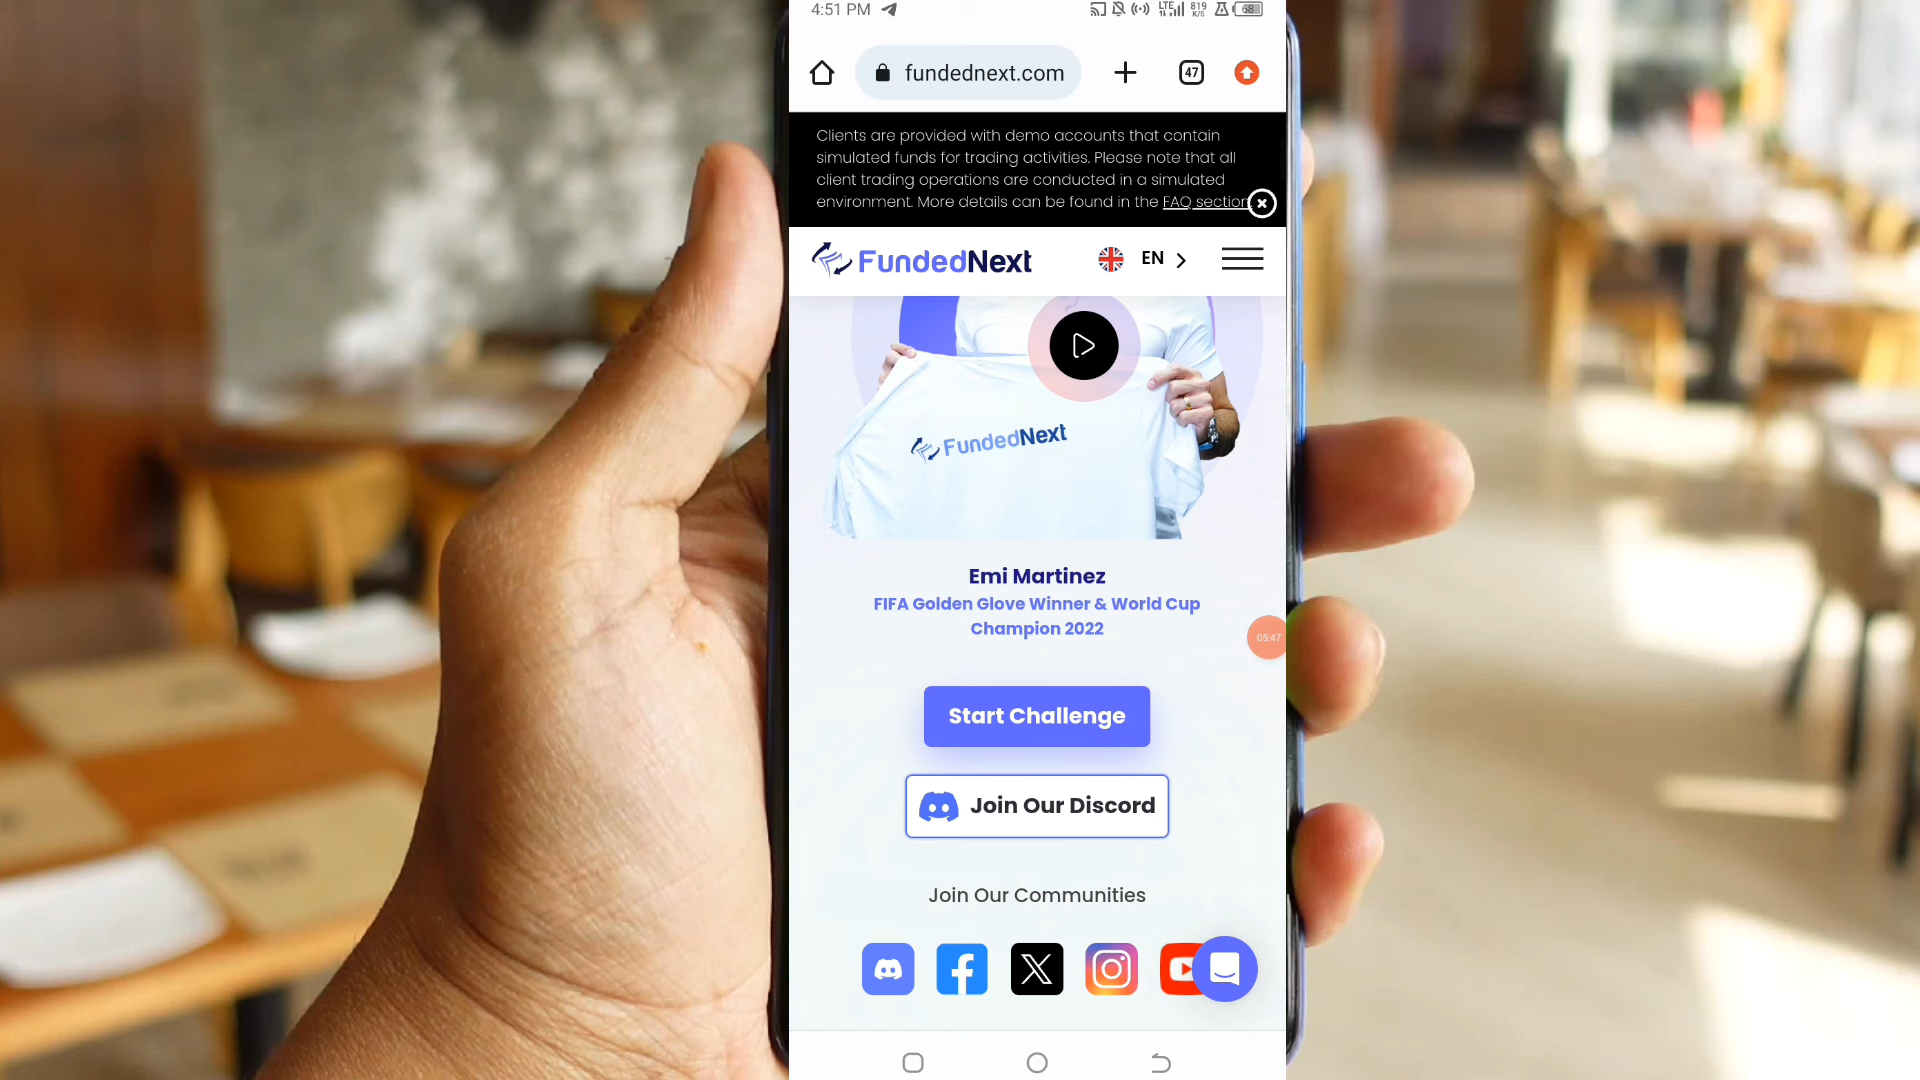 4:51 PM
LTE
819
K/S
68
fundednext.com
47
Clients are provided with demo accounts that contain
simulated funds for trading activities. Please note that all
client trading operations are conducted in a simulated
environment. More details can be found in the FAQ section.
FundedNext
EN
FundedNext
Emi Martinez
FIFA Golden Glove Winner & World Cup
Champion 2022
05:47
Start Challenge
Join Our Discord
Join Our Communities